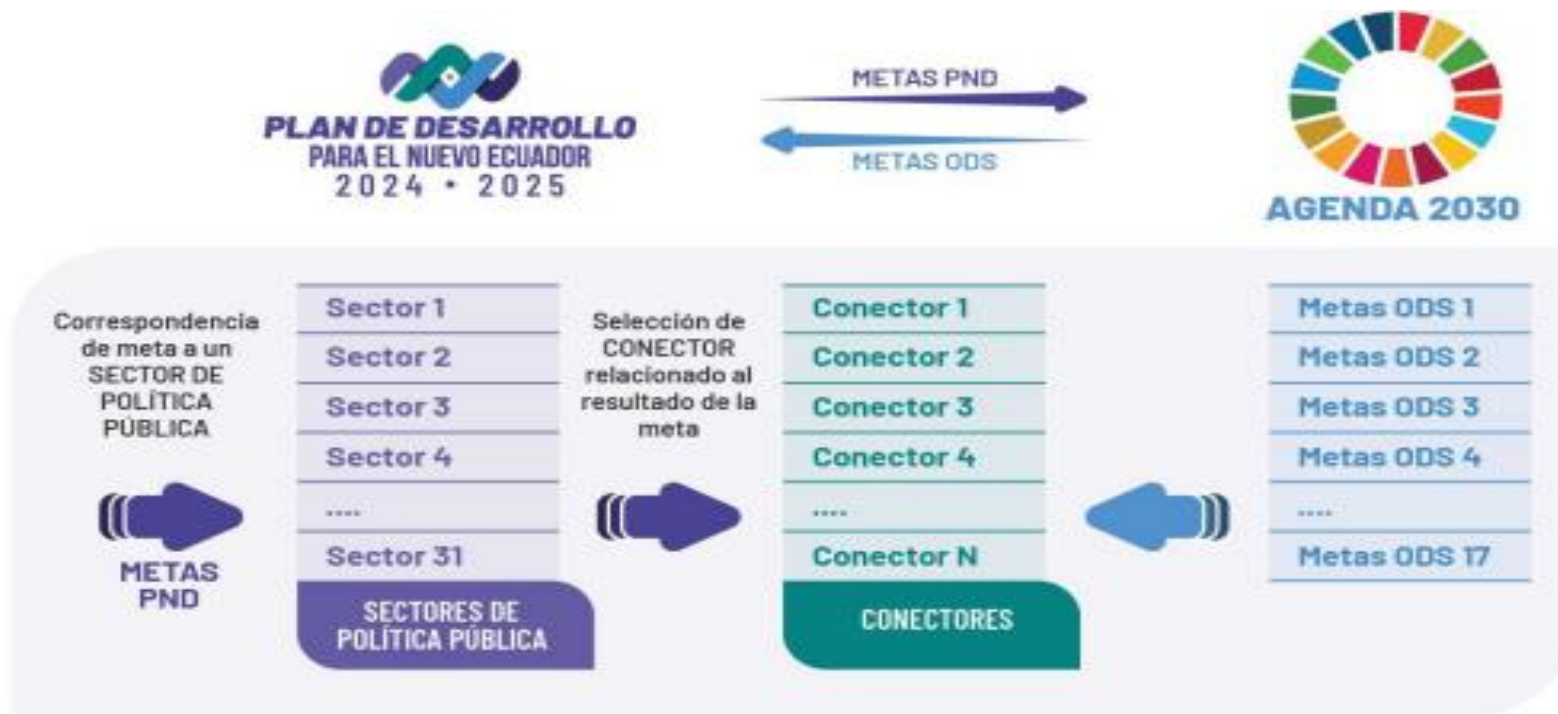 PLAN DE DESARROLLO
PARA EL NUEVO ECUADOR
2024 • 2025
METAS PND
METAS ODS
AGENDA 2030
Correspondencia
de meta a un
SECTOR DE
POLÍTICA
PÚBLICA
METAS
PND
Sector 1
Sector 2
Sector 3
Sector 4
....
Sector 31
SECTORES DE
POLÍTICA PÚBLICA
Selección de
CONECTOR
relacionado al
resultado de la
meta
Conector 1
Conector 2
Conector 3
Conector 4
....
Conector N
CONECTORES
Metas ODS 1
Metas ODS 2
Metas ODS 3
Metas ODS 4
....
Metas ODS 17